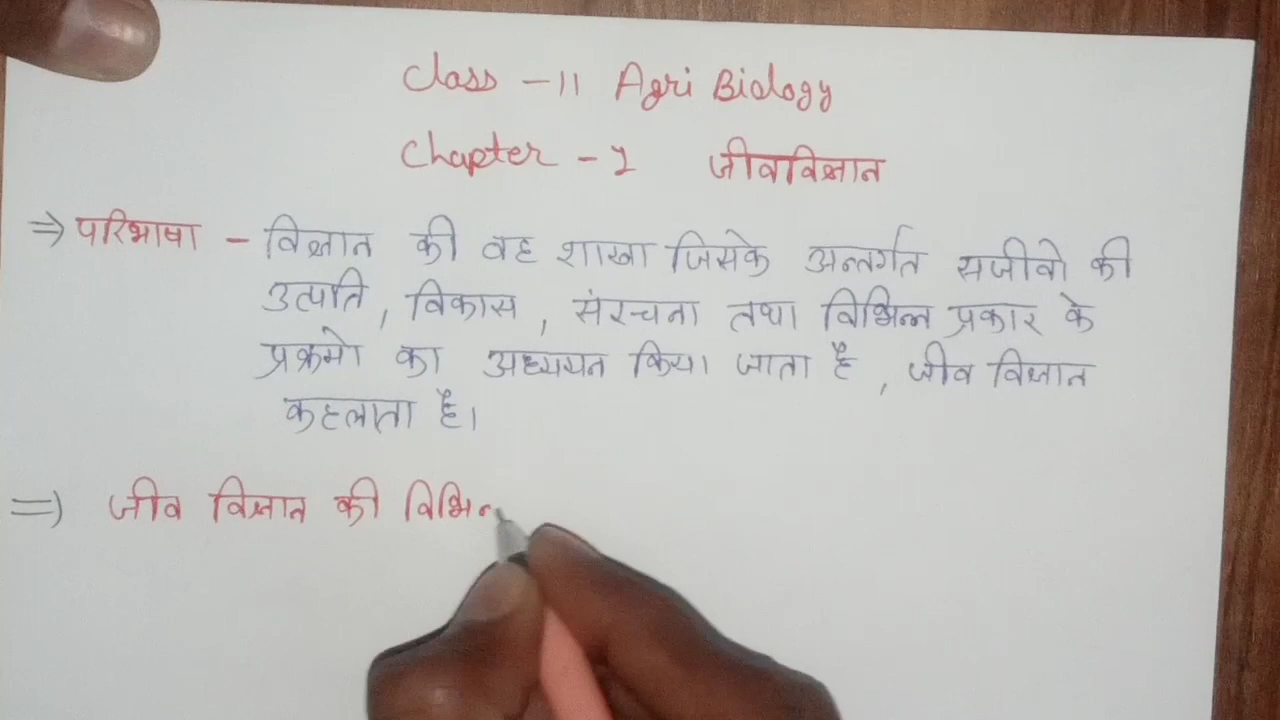 Class - 11 Agri Biology
Chapter - 1 जीवविज्ञान
⇒ परिभाषा - विज्ञान की वह शाखा जिसके अन्तर्गत सजीवो की
उत्पति, विकास, संरचना तथा विभिन्न प्रकार के
प्रक्रमो का अध्ययन किया जाता है, जीव विज्ञान
कहलाता है।
⇒ जीव विज्ञान की विभिन